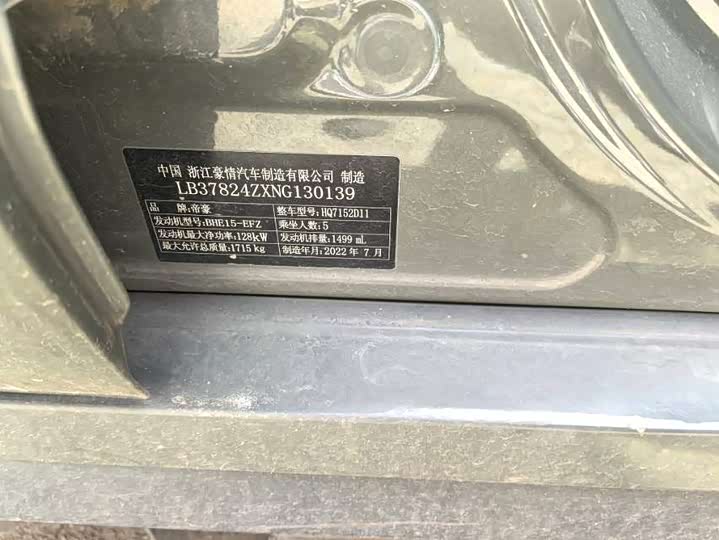 中国 浙江豪情汽车制造有限公司 制造
LB37824ZXNG130139
品 牌:帝豪 整车型号:HQ7152D11
发动机型号:BHE15-EFZ 乘坐人数:5
发动机最大净功率:128kW 发动机排量:1499 mL
最大允许总质量:1715 kg 制造年月:2022 年 7 月